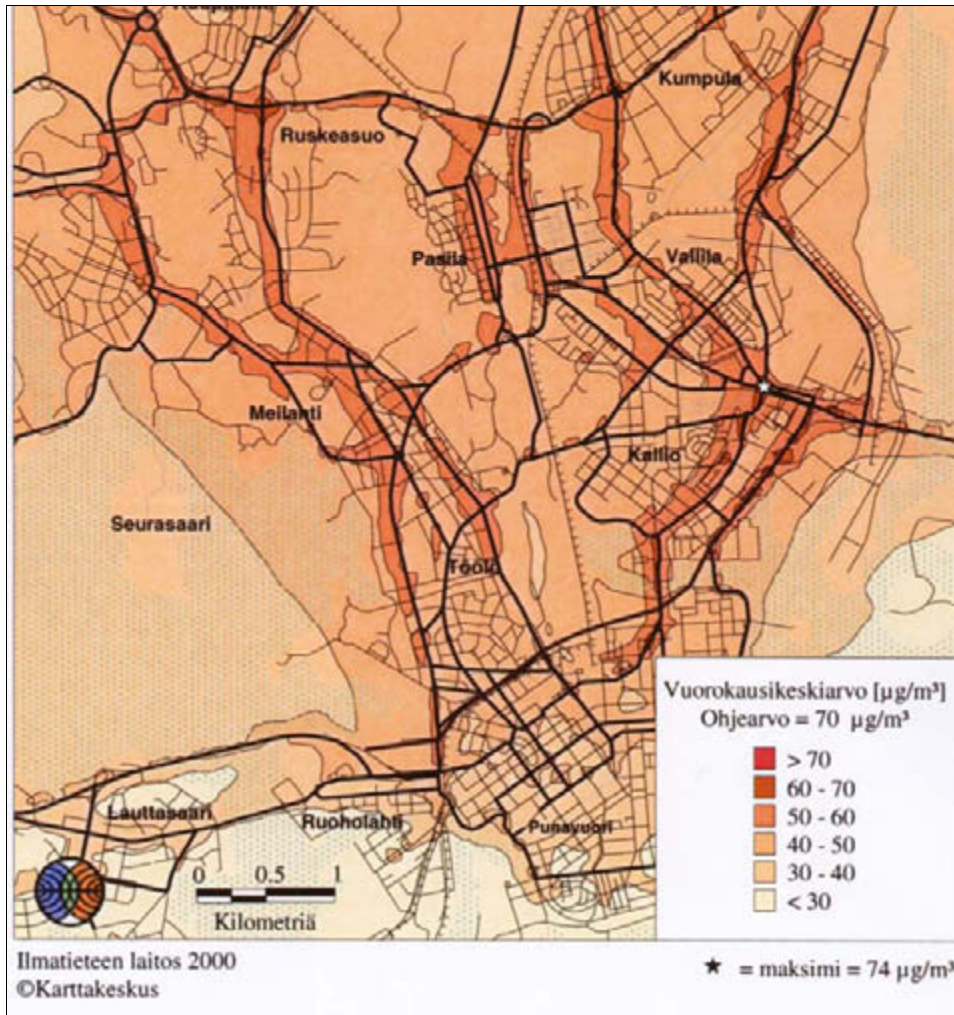 Kumpula
Ruskeasuo
Pasila
Vallila
Meilahti
Kallio
Seurasaari
Töölö
Vuorokausikeskiarvo [µg/m³]
Ohjearvo = 70 µg/m³
> 70
60 - 70
50 - 60
40 - 50
30 - 40
< 30
Lauttasaari
Ruoholahti
Punavuori
0 0.5 1
Kilometriä
Ilmatieteen laitos 2000
©Karttakeskus
★ = maksimi = 74 µg/m³